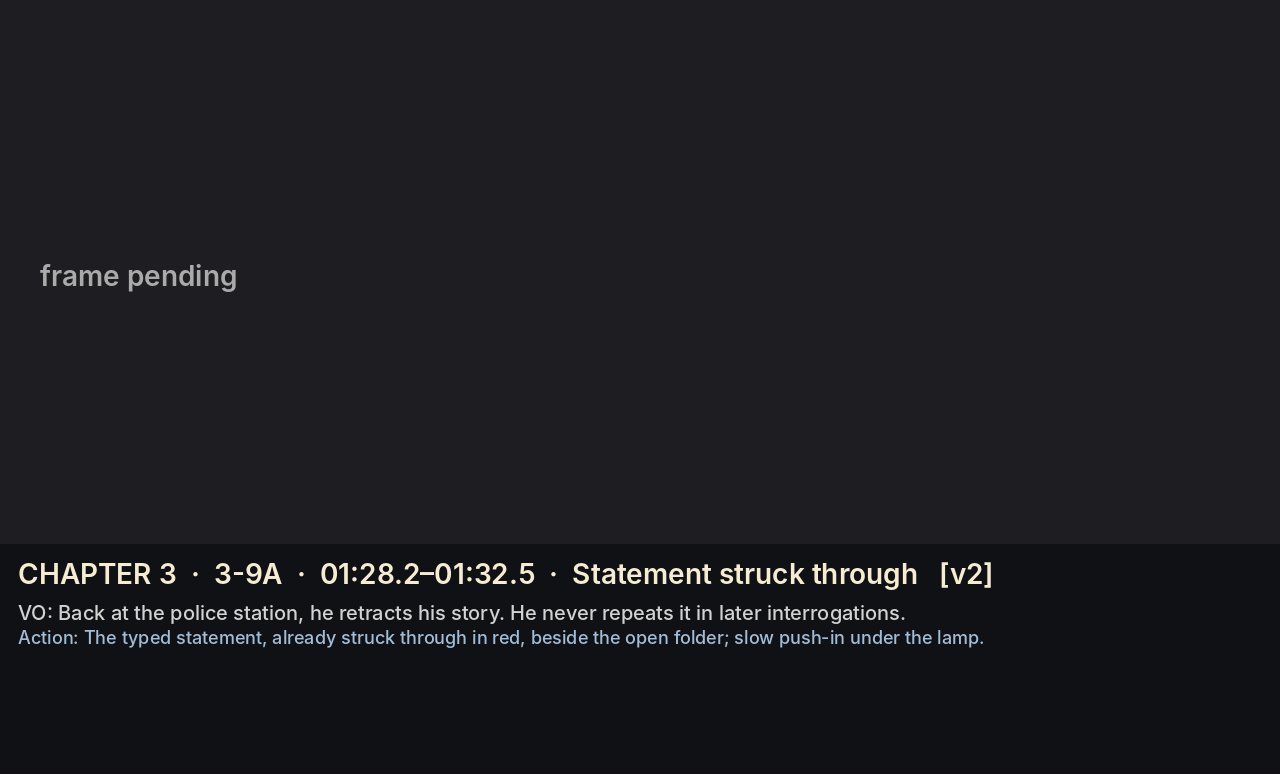 frame pending
CHAPTER 3 · 3-9A · 01:28.2–01:32.5 · Statement struck through [v2]
VO: Back at the police station, he retracts his story. He never repeats it in later interrogations.
Action: The typed statement, already struck through in red, beside the open folder; slow push-in under the lamp.